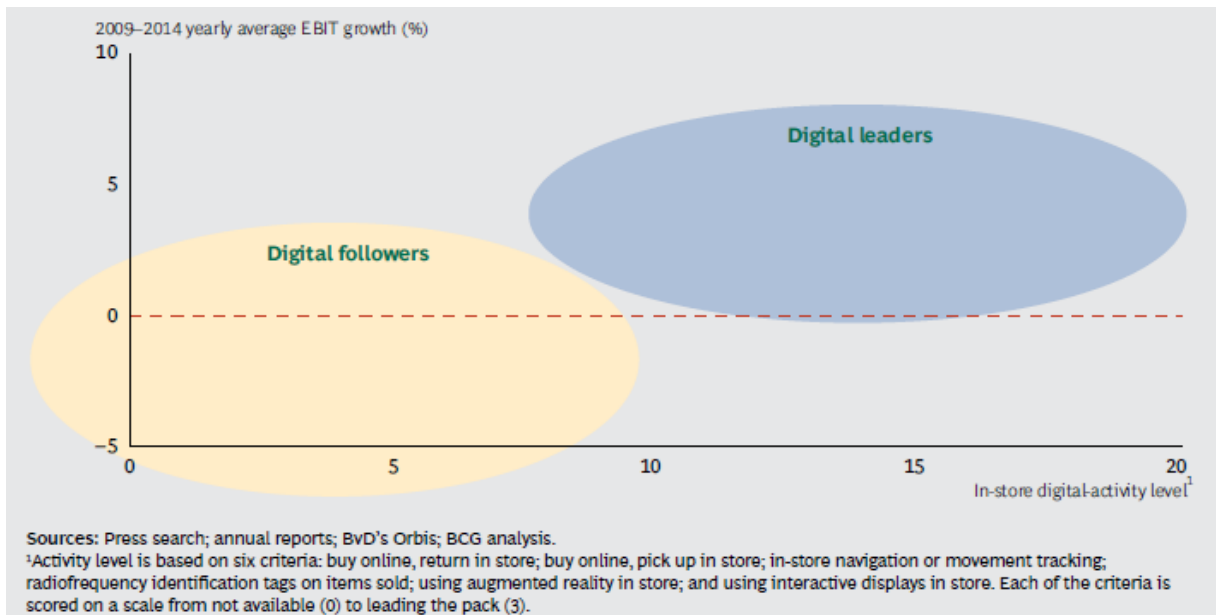 2009–2014 yearly average EBIT growth (%)
10
Digital leaders
5
Digital followers
0
–5
0 5 10 15 20
In-store digital-activity level¹
Sources: Press search; annual reports; BvD's Orbis; BCG analysis.
¹Activity level is based on six criteria: buy online, return in store; buy online, pick up in store; in-store navigation or movement tracking;
radiofrequency identification tags on items sold; using augmented reality in store; and using interactive displays in store. Each of the criteria is
scored on a scale from not available (0) to leading the pack (3).